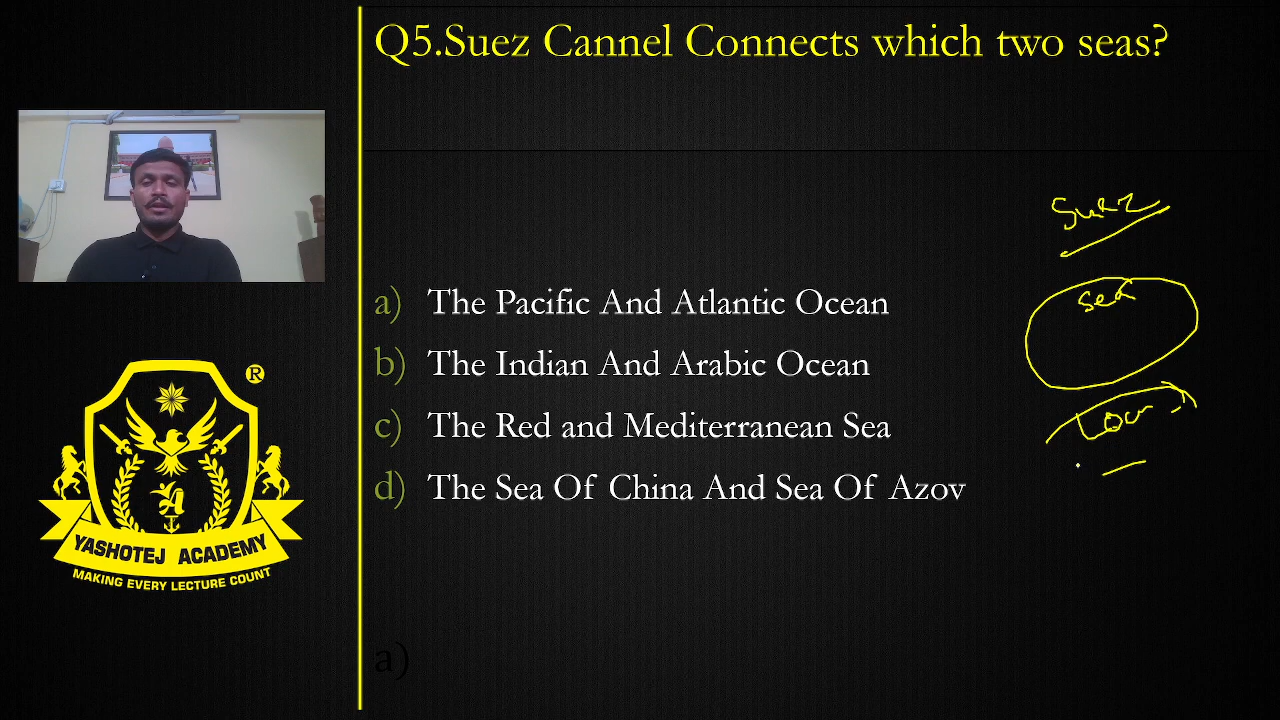 Q5.Suez Cannel Connects which two seas?
Suez
sea
a) The Pacific And Atlantic Ocean
b) The Indian And Arabic Ocean
c) The Red and Mediterranean Sea
d) The Sea Of China And Sea Of Azov
a)
®
A
YASHOTEJ ACADEMY
MAKING EVERY LECTURE COUNT